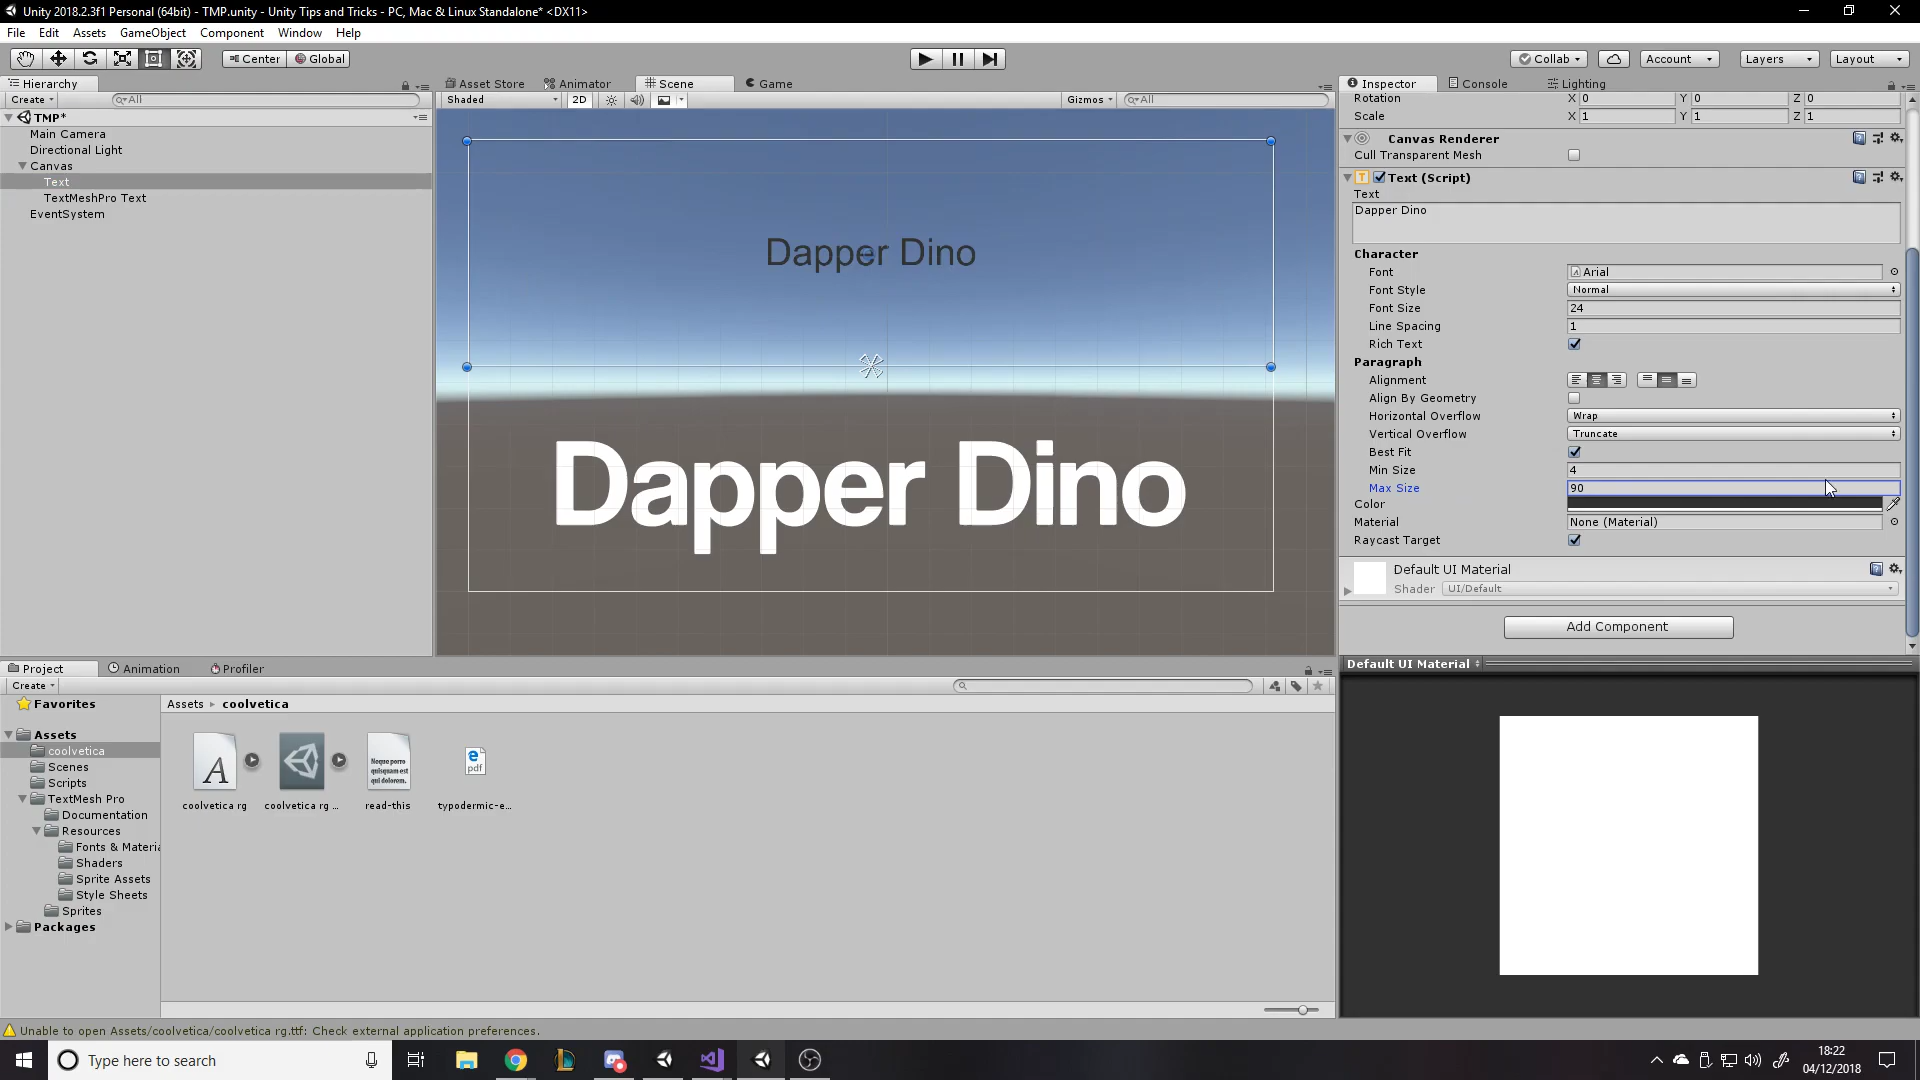 Unity 2018.2.3f1 Personal (64bit) - TMP.unity - Unity Tips and Tricks - PC, Mac & Linux Standalone* <DX11>
File Edit Assets GameObject Component Window Help
Center Global Collab Account Layers Layout
Hierarchy
Create All
TMP*
Main Camera
Directional Light
Canvas
Text
TextMeshPro Text
EventSystem
Asset Store Animator Scene Game
Shaded 2D Gizmos All
Dapper Dino
Dapper Dino
Inspector Console Lighting
Rotation X 0 Y 0 Z 0
Scale X 1 Y 1 Z 1
Canvas Renderer
Cull Transparent Mesh
Text (Script)
Text
Dapper Dino
Character
Font Arial
Font Style Normal
Font Size 24
Line Spacing 1
Rich Text
Paragraph
Alignment
Align By Geometry
Horizontal Overflow Wrap
Vertical Overflow Truncate
Best Fit
Min Size 4
Max Size 90
Color
Material None (Material)
Raycast Target
Default UI Material
Shader UI/Default
Add Component
Default UI Material
Project Animation Profiler
Create
Favorites
Assets
coolvetica
Scenes
Scripts
TextMesh Pro
Documentation
Resources
Fonts & Materia
Shaders
Sprite Assets
Style Sheets
Sprites
Packages
Assets coolvetica
A
Neque porro
quisquam est
qui dolorem.
e
pdf
coolvetica rg coolvetica rg ... read-this typodermic-e...
Unable to open Assets/coolvetica/coolvetica rg.ttf: Check external application preferences.
Type here to search
18:22
04/12/2018